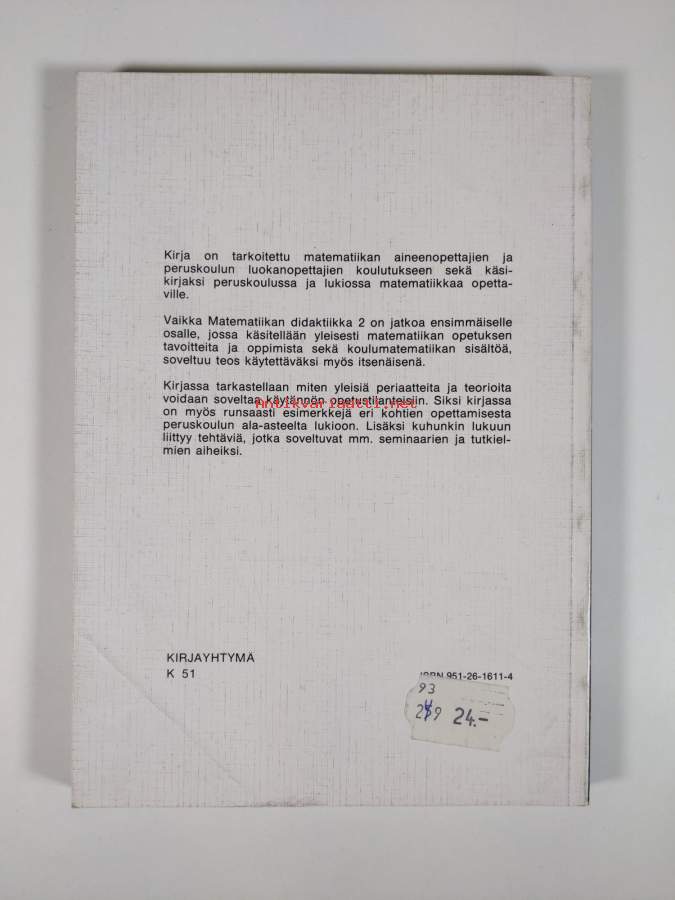 Kirja on tarkoitettu matematiikan aineenopettajien ja
peruskoulun luokanopettajien koulutukseen sekä käsi-
kirjaksi peruskoulussa ja lukiossa matematiikkaa opetta-
ville.
Vaikka Matematiikan didaktiikka 2 on jatkoa ensimmäiselle
osalle, jossa käsitellään yleisesti matematiikan opetuksen
tavoitteita ja oppimista sekä koulumatematiikan sisältöä,
soveltuu teos käytettäväksi myös itsenäisenä.
Kirjassa tarkastellaan miten yleisiä periaatteita ja teorioita
voidaan soveltaa käytännön opetustilanteisiin. Siksi kirjassa
antikvariaatti.net
on myös runsaasti esimerkkejä eri kohtien opettamisesta
peruskoulun ala-asteelta lukioon. Lisäksi kuhunkin lukuun
liittyy tehtäviä, jotka soveltuvat mm. seminaarien ja tutkiel-
mien aiheiksi.
KIRJAYHTYMÄ
K 51
ISBN 951-26-1611-4
93
24.-